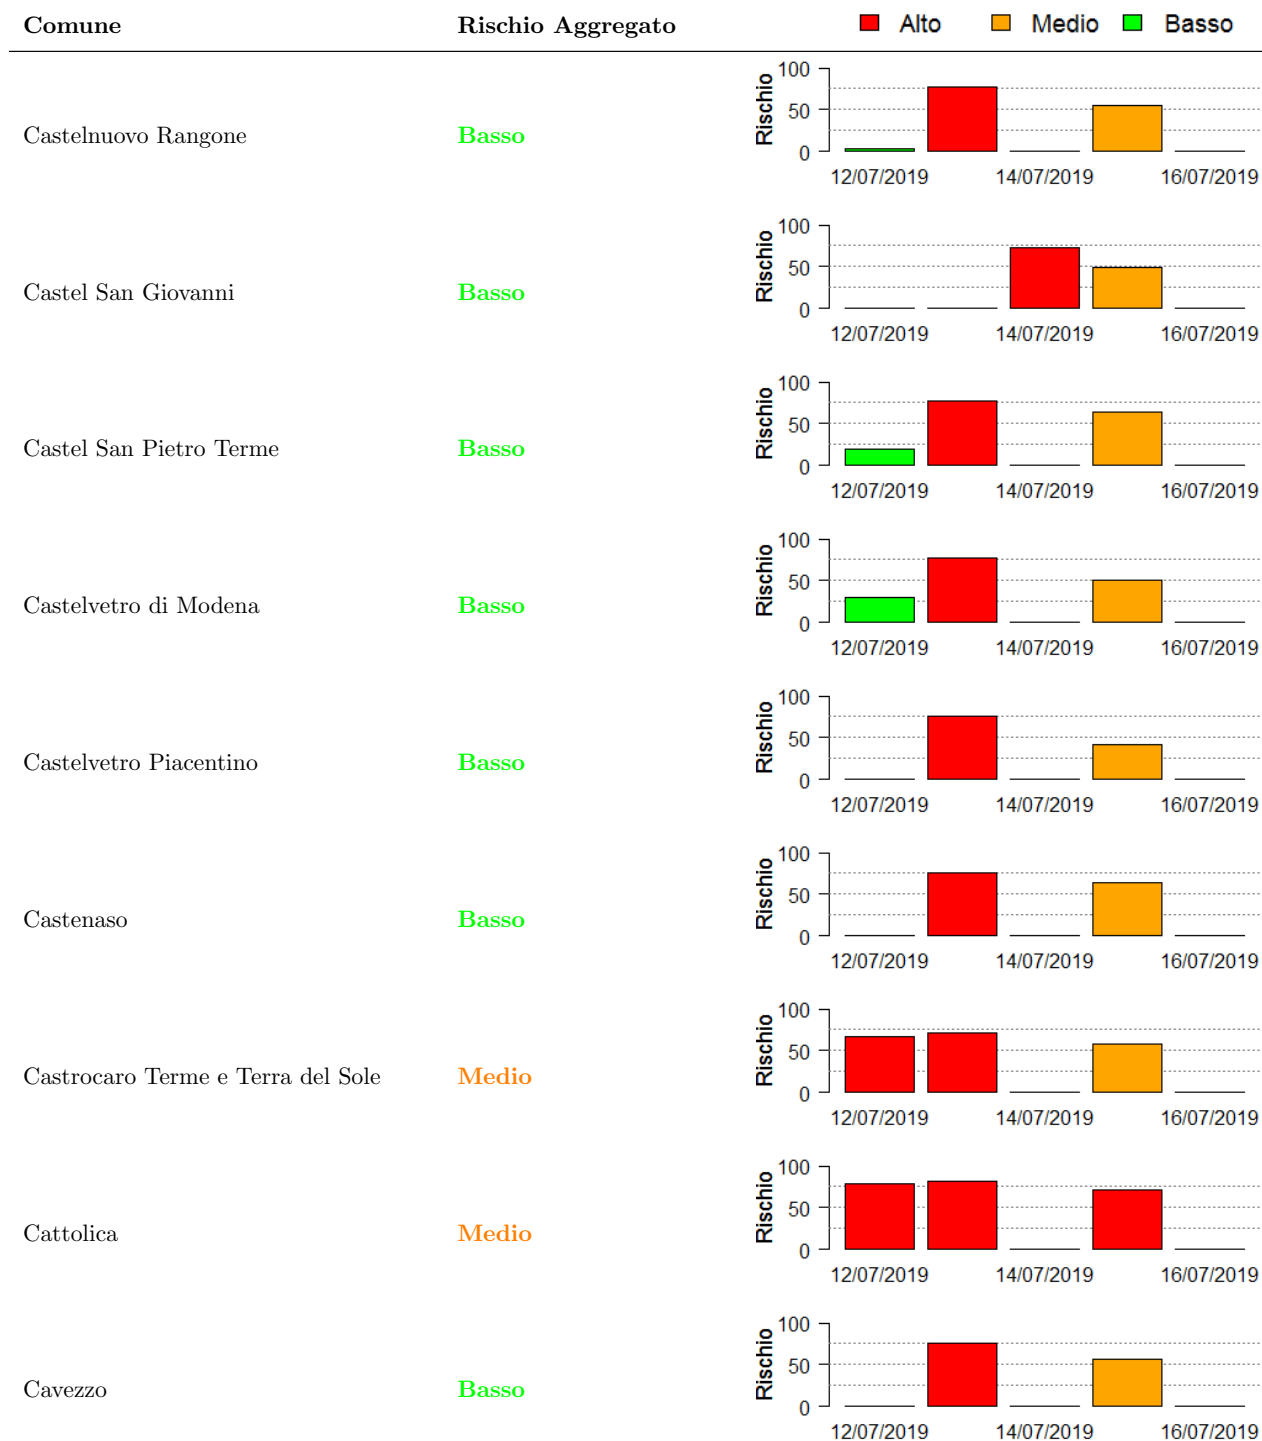 Comune Rischio Aggregato Alto Medio Basso
Castelnuovo Rangone Basso Rischio 100 50 0
12/07/2019 14/07/2019 16/07/2019
Castel San Giovanni Basso Rischio 100 50 0
12/07/2019 14/07/2019 16/07/2019
Castel San Pietro Terme Basso Rischio 100 50 0
12/07/2019 14/07/2019 16/07/2019
Castelvetro di Modena Basso Rischio 100 50 0
12/07/2019 14/07/2019 16/07/2019
Castelvetro Piacentino Basso Rischio 100 50 0
12/07/2019 14/07/2019 16/07/2019
Castenaso Basso Rischio 100 50 0
12/07/2019 14/07/2019 16/07/2019
Castrocaro Terme e Terra del Sole Medio Rischio 100 50 0
12/07/2019 14/07/2019 16/07/2019
Cattolica Medio Rischio 100 50 0
12/07/2019 14/07/2019 16/07/2019
Cavezzo Basso Rischio 100 50 0
12/07/2019 14/07/2019 16/07/2019